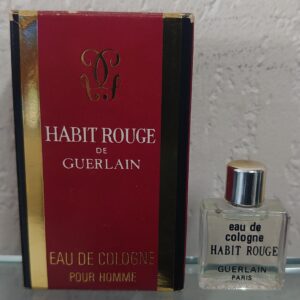 HABIT ROUGE
DE
GUERLAIN
EAU DE COLOGNE
POUR HOMME
eau de
cologne
HABIT ROUGE
GUERLAIN
PARIS